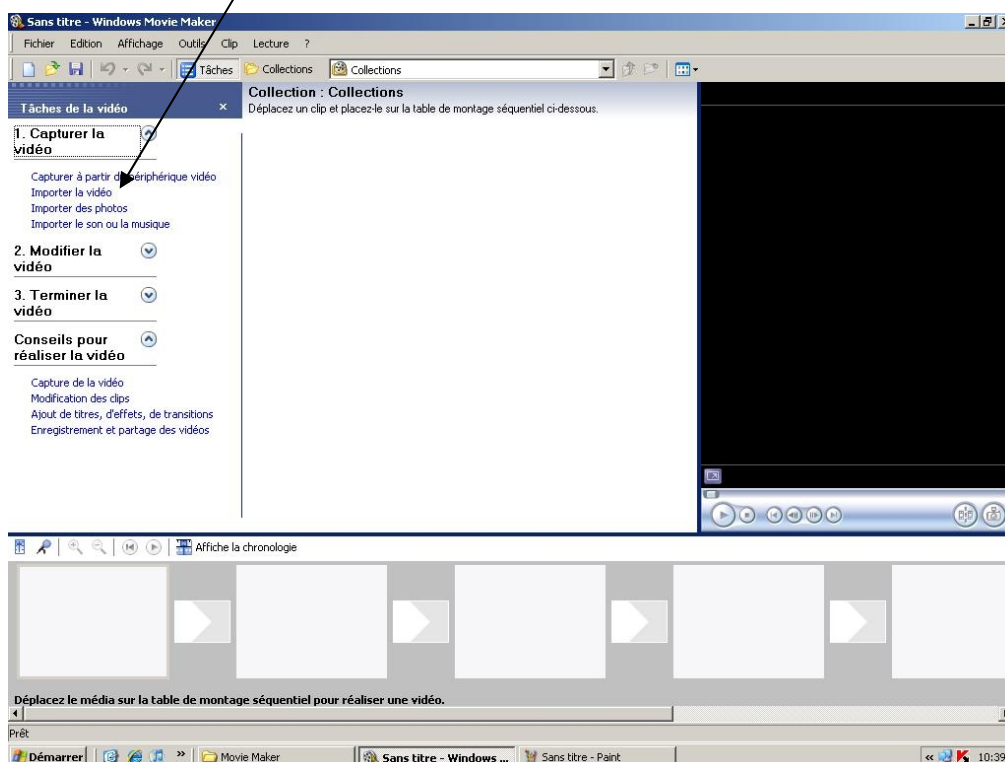 Sans titre - Windows Movie Maker
Fichier Edition Affichage Outils Clip Lecture ?
Tâches Collections Collections
Tâches de la vidéo
Collection : Collections
Déplacez un clip et placez-le sur la table de montage séquentiel ci-dessous.
1. Capturer la
vidéo
Capturer à partir du périphérique vidéo
Importer la vidéo
Importer des photos
Importer le son ou la musique
2. Modifier la
vidéo
3. Terminer la
vidéo
Conseils pour
réaliser la vidéo
Capture de la vidéo
Modification des clips
Ajout de titres, d'effets, de transitions
Enregistrement et partage des vidéos
Affiche la chronologie
Déplacez le média sur la table de montage séquentiel pour réaliser une vidéo.
Prêt
Démarrer » Movie Maker Sans titre - Windows ... Sans titre - Paint « 10:39